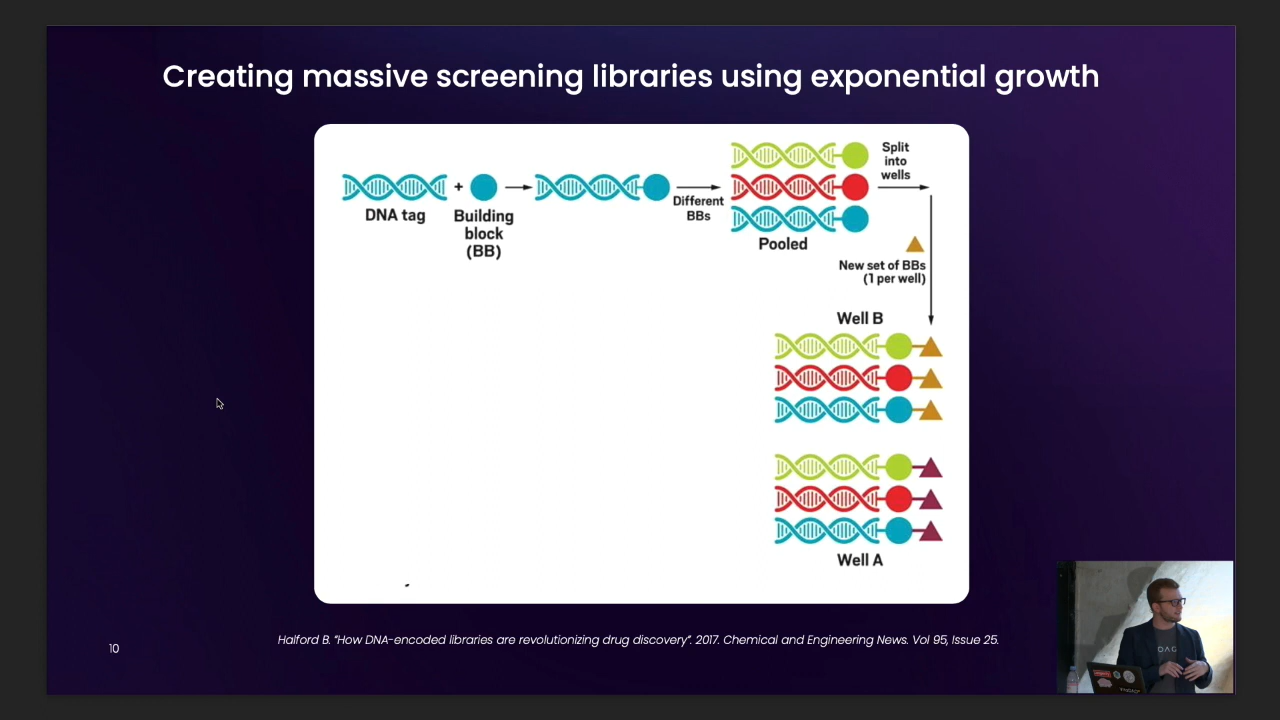 Creating massive screening libraries using exponential growth
DNA tag
+
Building
block
(BB)
Different
BBs
Pooled
Split
into
wells
New set of BBs
(1 per well)
Well B
Well A
Halford B. "How DNA-encoded libraries are revolutionizing drug discovery". 2017. Chemical and Engineering News. Vol 95, Issue 25.
10